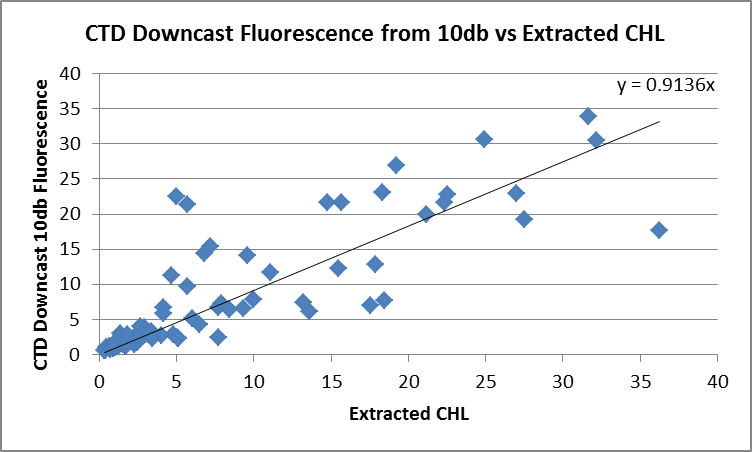 CTD Downcast Fluorescence from 10db vs Extracted CHL
y = 0.9136x
CTD Downcast 10db Fluorescence
40
35
30
25
20
15
10
5
0
0 5 10 15 20 25 30 35 40
Extracted CHL